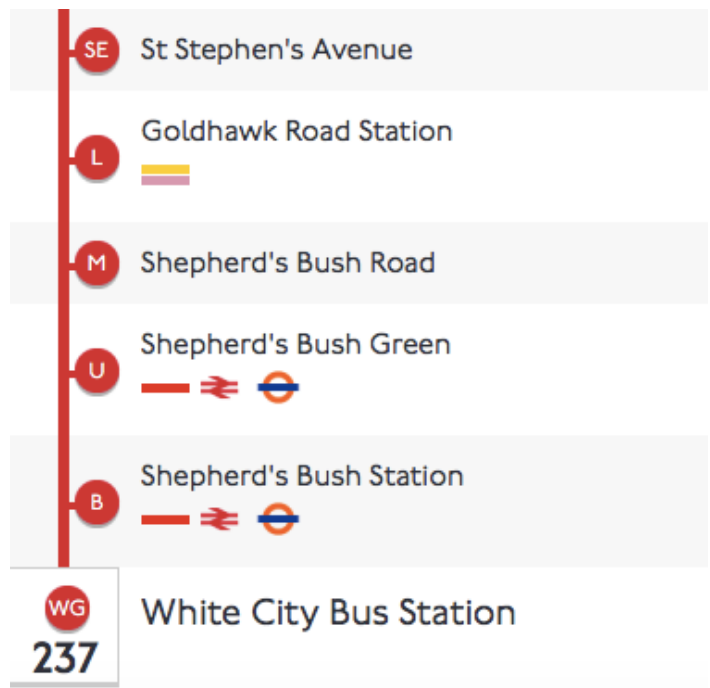 SE St Stephen's Avenue
L Goldhawk Road Station
M Shepherd's Bush Road
U Shepherd's Bush Green
B Shepherd's Bush Station
WG White City Bus Station
237